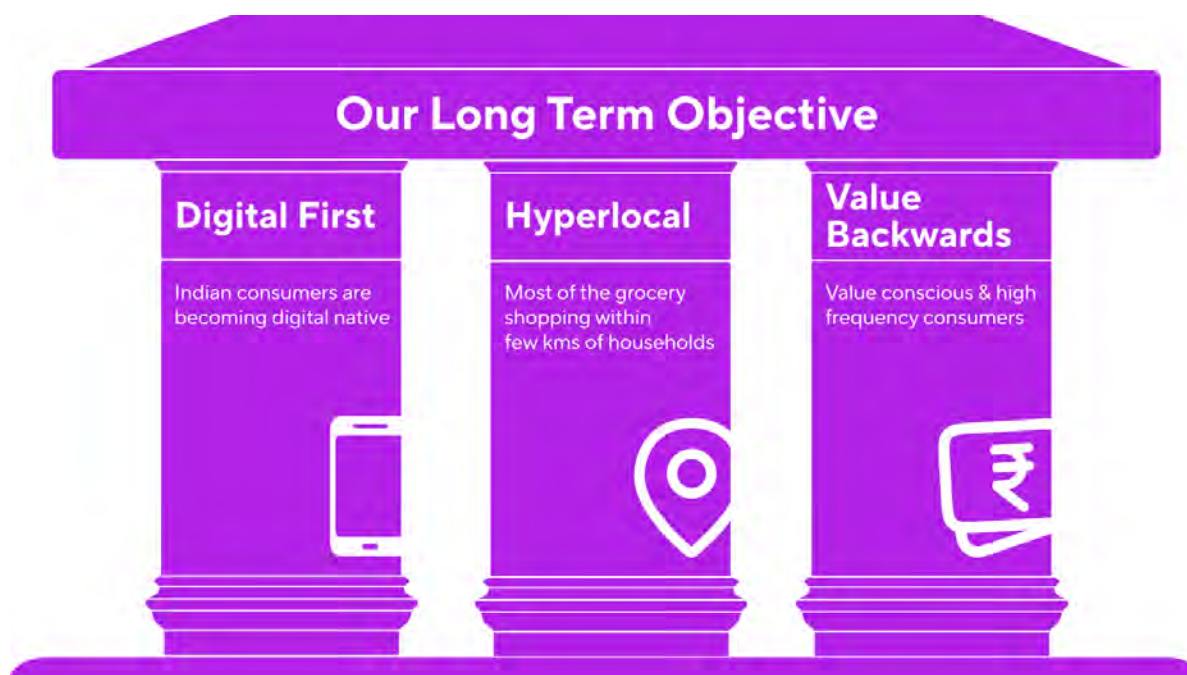 Our Long Term Objective
Digital First
Indian consumers are
becoming digital native
Hyperlocal
Most of the grocery
shopping within
few kms of households
Value
Backwards
Value conscious & high
frequency consumers
₹